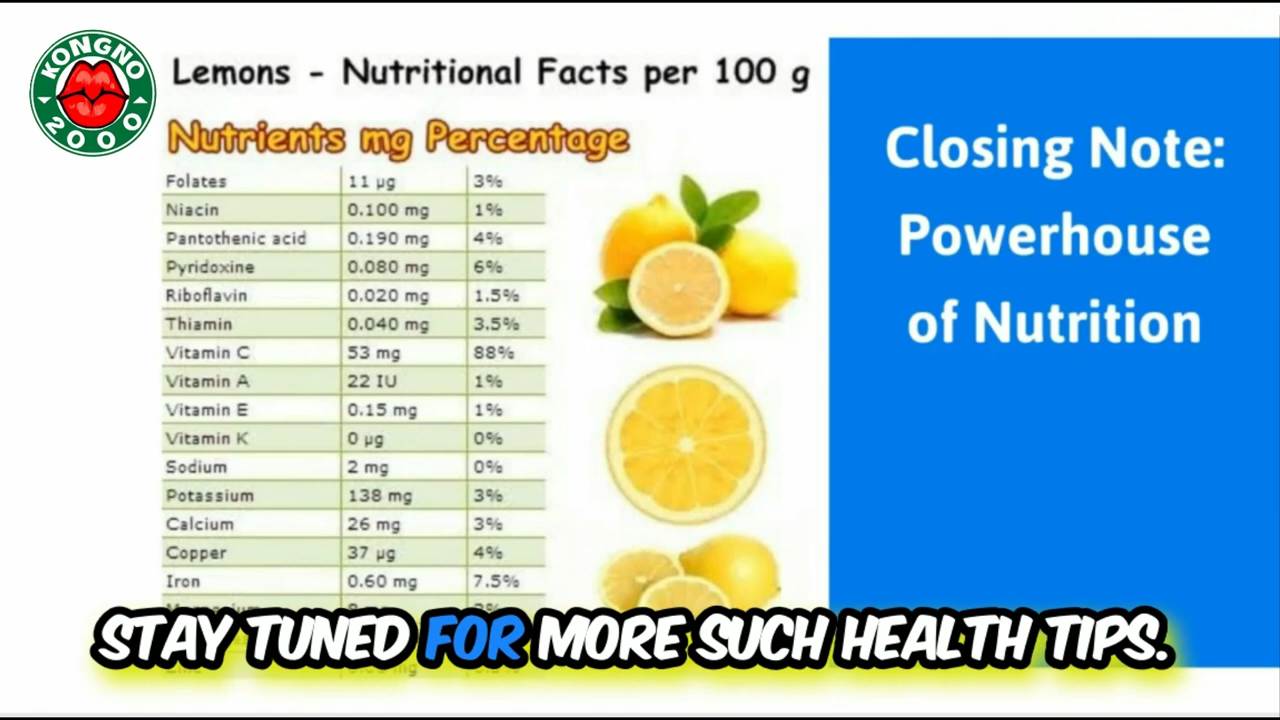 KONGNO
2000
Lemons - Nutritional Facts per 100 g
Nutrients mg Percentage
Folates 11 µg 3%
Niacin 0.100 mg 1%
Pantothenic acid 0.190 mg 4%
Pyridoxine 0.080 mg 6%
Riboflavin 0.020 mg 1.5%
Thiamin 0.040 mg 3.5%
Vitamin C 53 mg 88%
Vitamin A 22 IU 1%
Vitamin E 0.15 mg 1%
Vitamin K 0 µg 0%
Sodium 2 mg 0%
Potassium 138 mg 3%
Calcium 26 mg 3%
Copper 37 µg 4%
Iron 0.60 mg 7.5%
Closing Note:
Powerhouse
of Nutrition
STAY TUNED FOR MORE SUCH HEALTH TIPS.